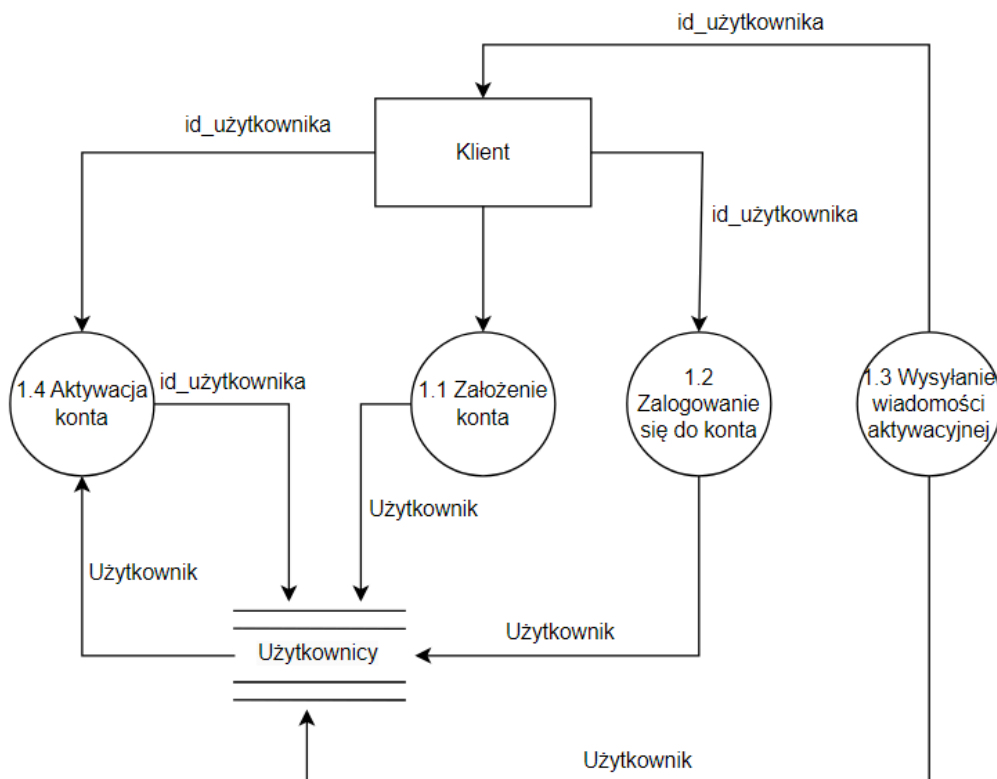 id_użytkownika
id_użytkownika
Klient
id_użytkownika
1.4 Aktywacja
konta
id_użytkownika
1.1 Założenie
konta
1.2
Zalogowanie
się do konta
1.3 Wysyłanie
wiadomości
aktywacyjnej
Użytkownik
Użytkownik
Użytkownik
Użytkownicy
Użytkownik